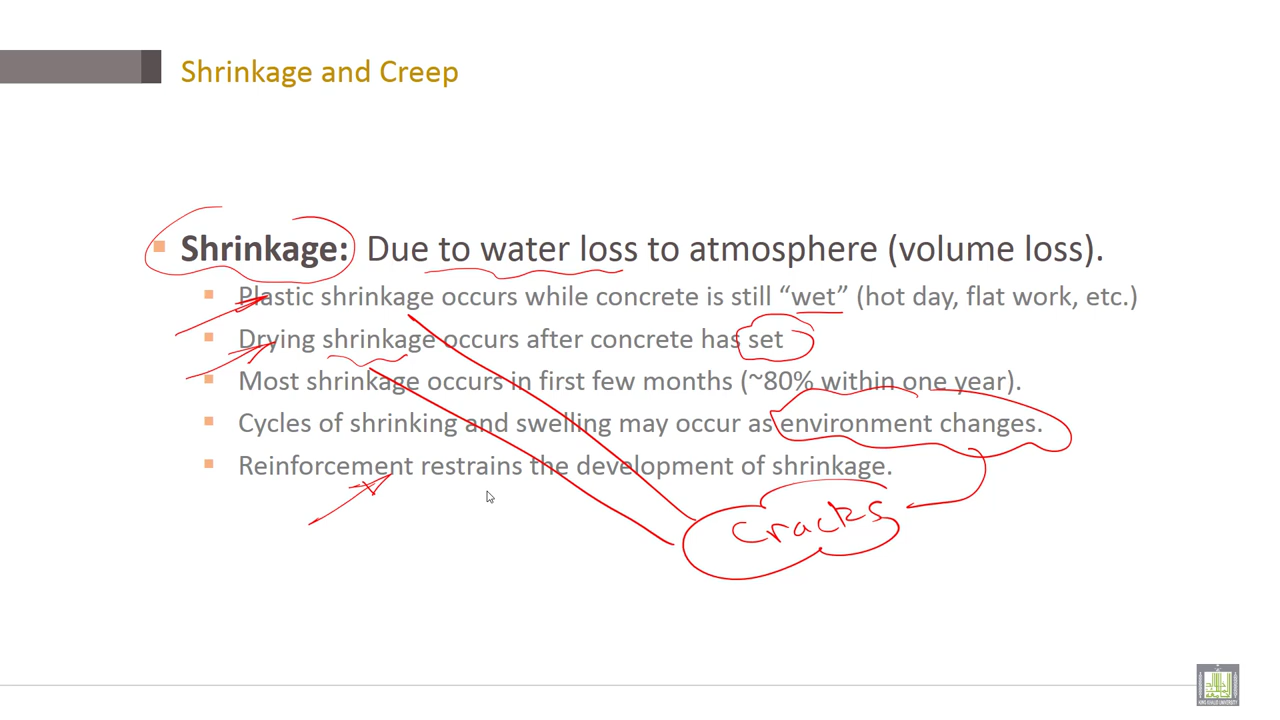 Shrinkage and Creep
Shrinkage: Due to water loss to atmosphere (volume loss).
Plastic shrinkage occurs while concrete is still “wet” (hot day, flat work, etc.)
Drying shrinkage occurs after concrete has set
Most shrinkage occurs in first few months (~80% within one year).
Cycles of shrinking and swelling may occur as environment changes.
Reinforcement restrains the development of shrinkage.
Cracks
KING KHALID UNIVERSITY